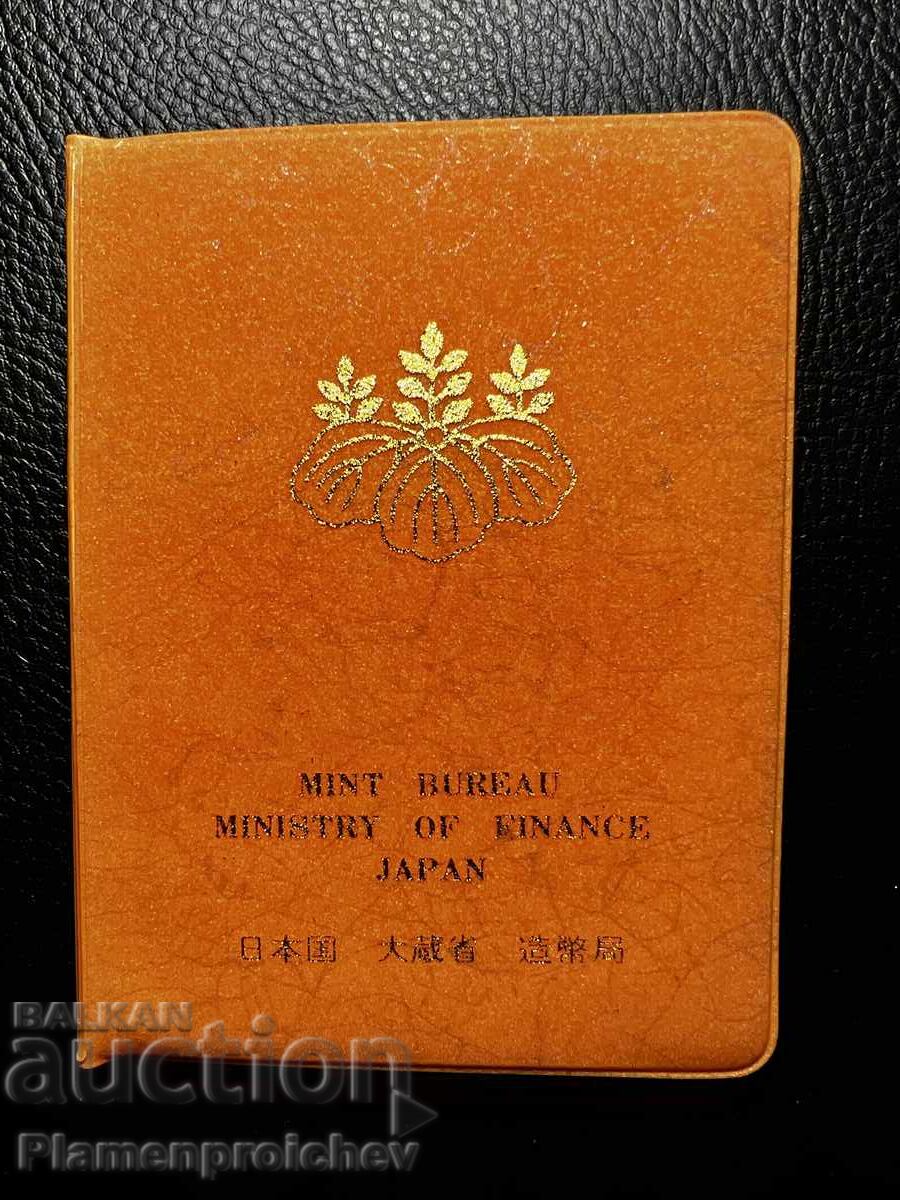 MINT BUREAU
MINISTRY OF FINANCE
JAPAN
日本国 大蔵省 造幣局
BALKAN
auction
Plamenproichev